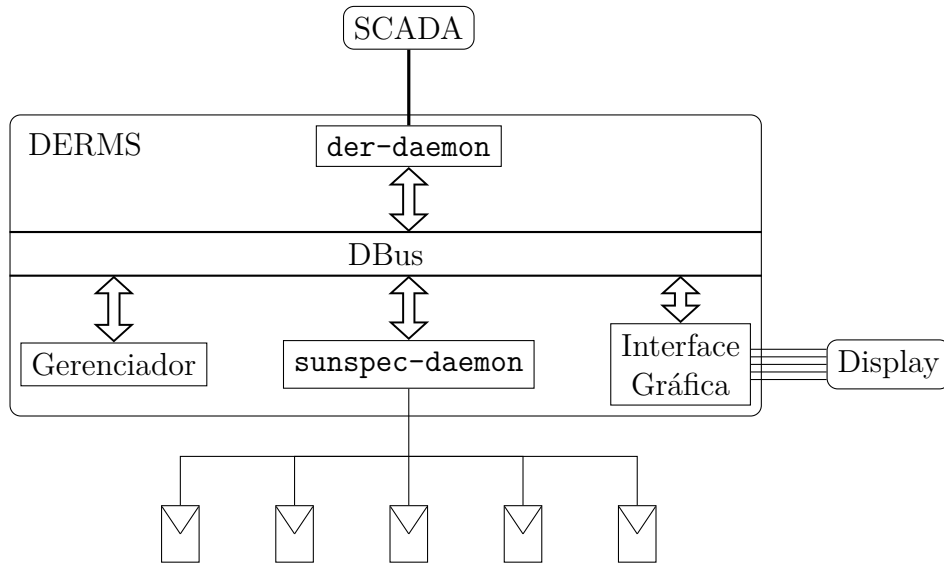 SCADA
DERMS
der-daemon
DBus
Gerenciador
sunspec-daemon
Interface
Gráfica
Display